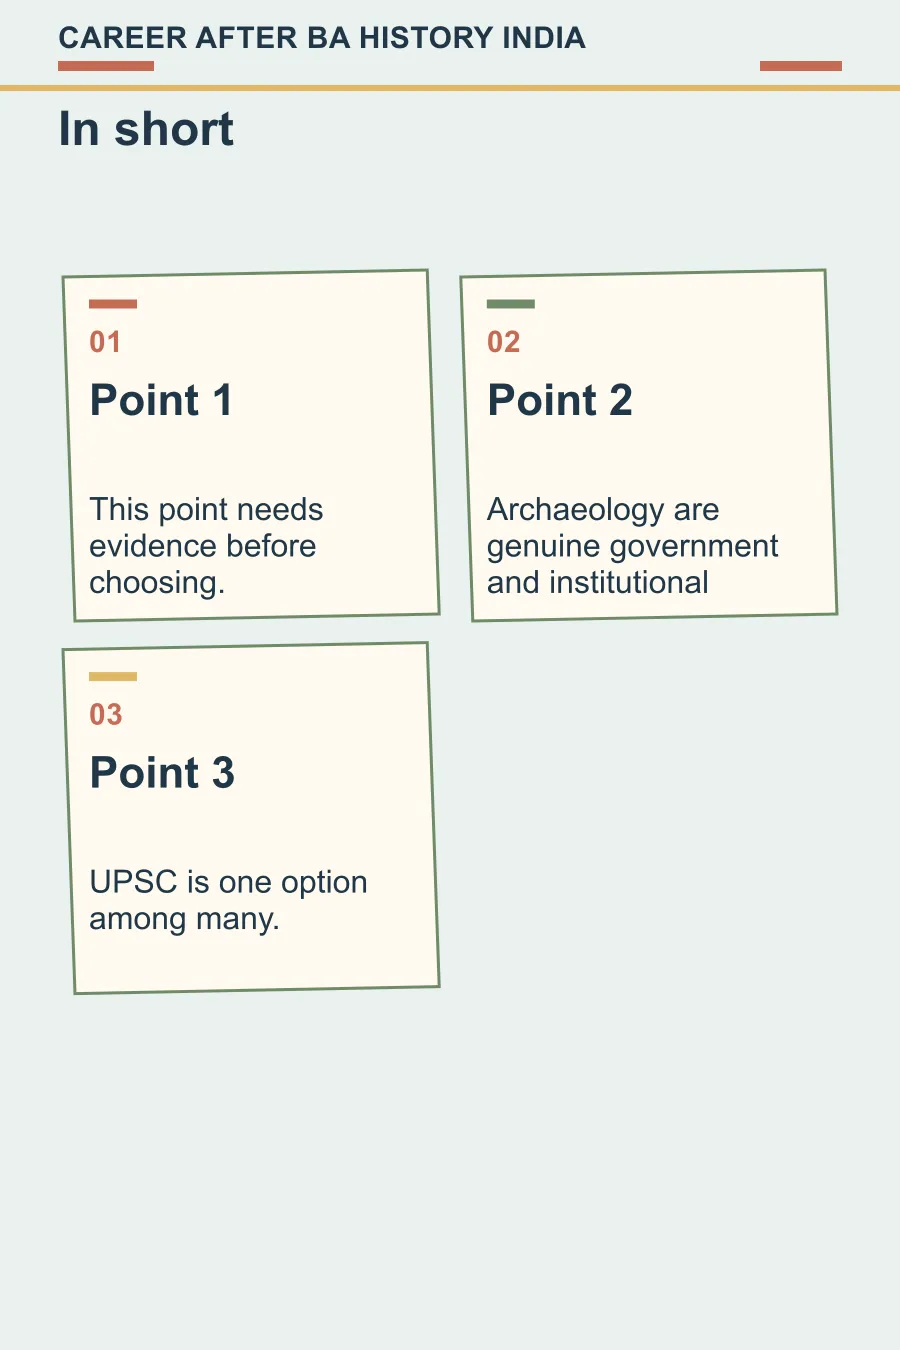 CAREER AFTER BA HISTORY INDIA
In short
01
Point 1
This point needs
evidence before
choosing.
02
Point 2
Archaeology are
genuine government
and institutional
03
Point 3
UPSC is one option
among many.